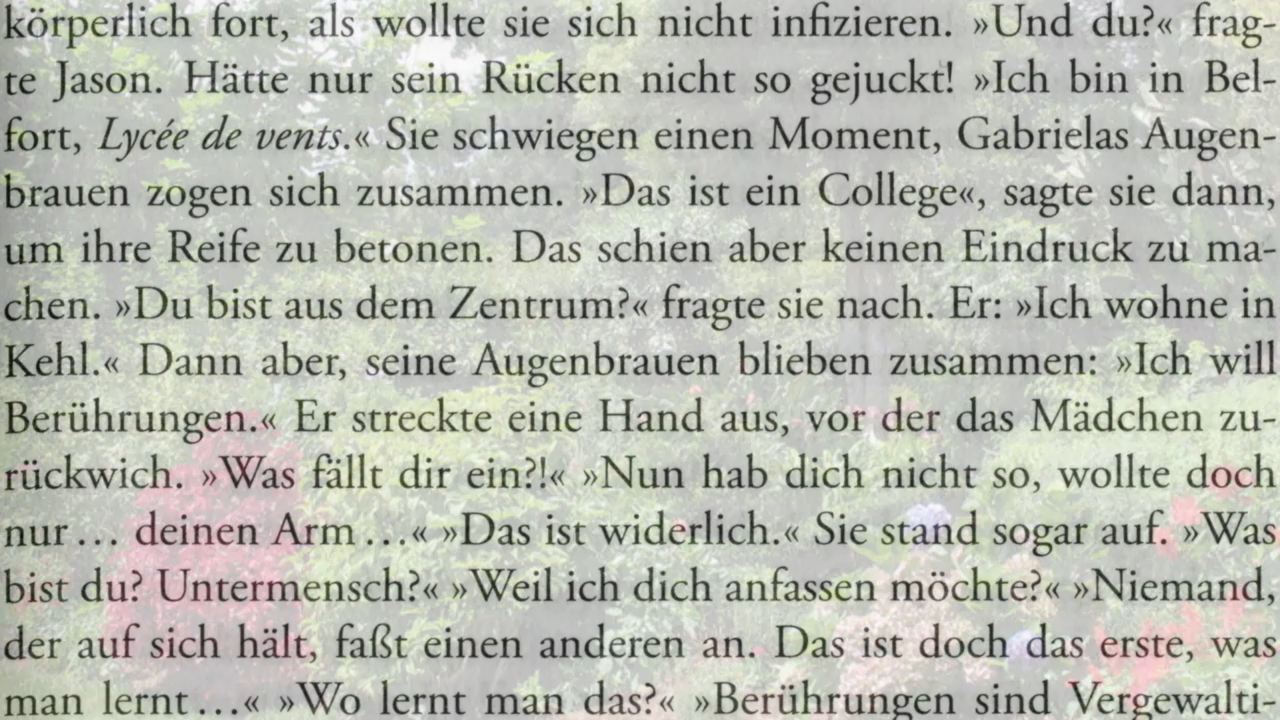 körperlich fort, als wollte sie sich nicht infizieren. »Und du?« frag-
te Jason. Hätte nur sein Rücken nicht so gejuckt! »Ich bin in Bel-
fort, Lycée de vents.« Sie schwiegen einen Moment, Gabrielas Augen-
brauen zogen sich zusammen. »Das ist ein College«, sagte sie dann,
um ihre Reife zu betonen. Das schien aber keinen Eindruck zu ma-
chen. »Du bist aus dem Zentrum?« fragte sie nach. Er: »Ich wohne in
Kehl.« Dann aber, seine Augenbrauen blieben zusammen: »Ich will
Berührungen.« Er streckte eine Hand aus, vor der das Mädchen zu-
rückwich. »Was fällt dir ein?!« »Nun hab dich nicht so, wollte doch
nur … deinen Arm …« »Das ist widerlich.« Sie stand sogar auf. »Was
bist du? Untermensch?« »Weil ich dich anfassen möchte?« »Niemand,
der auf sich hält, faßt einen anderen an. Das ist doch das erste, was
man lernt …« »Wo lernt man das?« »Berührungen sind Vergewalti-